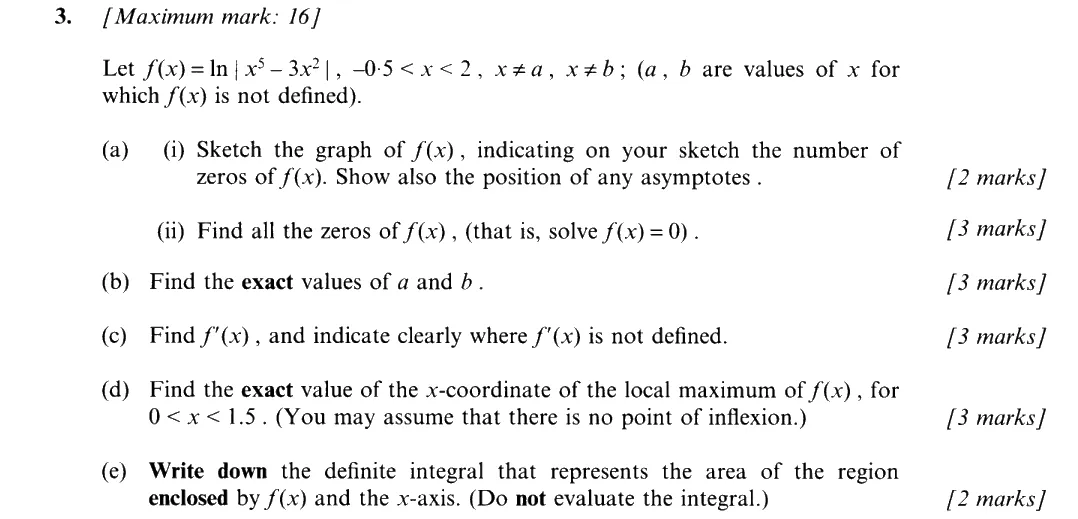 3. [Maximum mark: 16]
Let f(x) = ln | x⁵ – 3x² |, –0·5 < x < 2, x ≠ a, x ≠ b; (a, b are values of x for
which f(x) is not defined).
(a) (i) Sketch the graph of f(x), indicating on your sketch the number of
zeros of f(x). Show also the position of any asymptotes. [2 marks]
(ii) Find all the zeros of f(x), (that is, solve f(x) = 0). [3 marks]
(b) Find the exact values of a and b. [3 marks]
(c) Find f′(x), and indicate clearly where f′(x) is not defined. [3 marks]
(d) Find the exact value of the x-coordinate of the local maximum of f(x), for
0 < x < 1.5. (You may assume that there is no point of inflexion.) [3 marks]
(e) Write down the definite integral that represents the area of the region
enclosed by f(x) and the x-axis. (Do not evaluate the integral.) [2 marks]